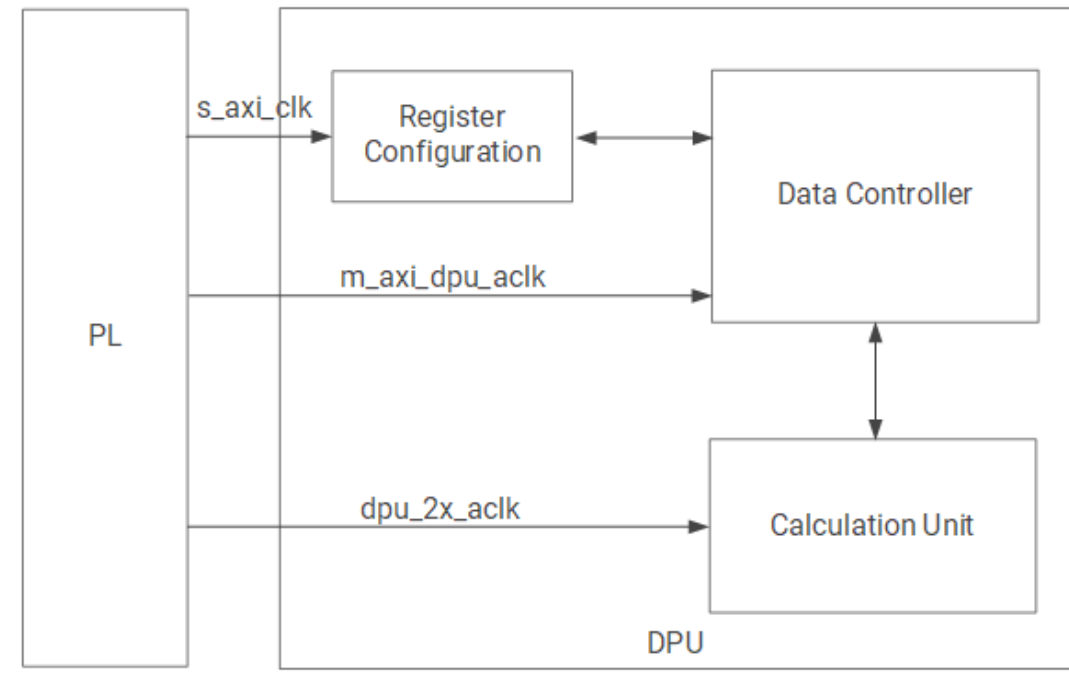 s_axi_clk
Register
Configuration
Data Controller
m_axi_dpu_aclk
PL
dpu_2x_aclk
Calculation Unit
DPU